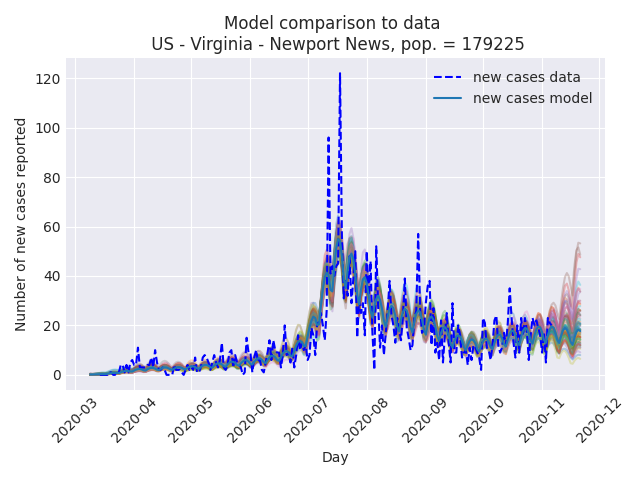 Model comparison to data
US - Virginia - Newport News, pop. = 179225
new cases data
new cases model
Number of new cases reported
120
100
80
60
40
20
0
2020-03
2020-04
2020-05
2020-06
2020-07
2020-08
2020-09
2020-10
2020-11
2020-12
Day